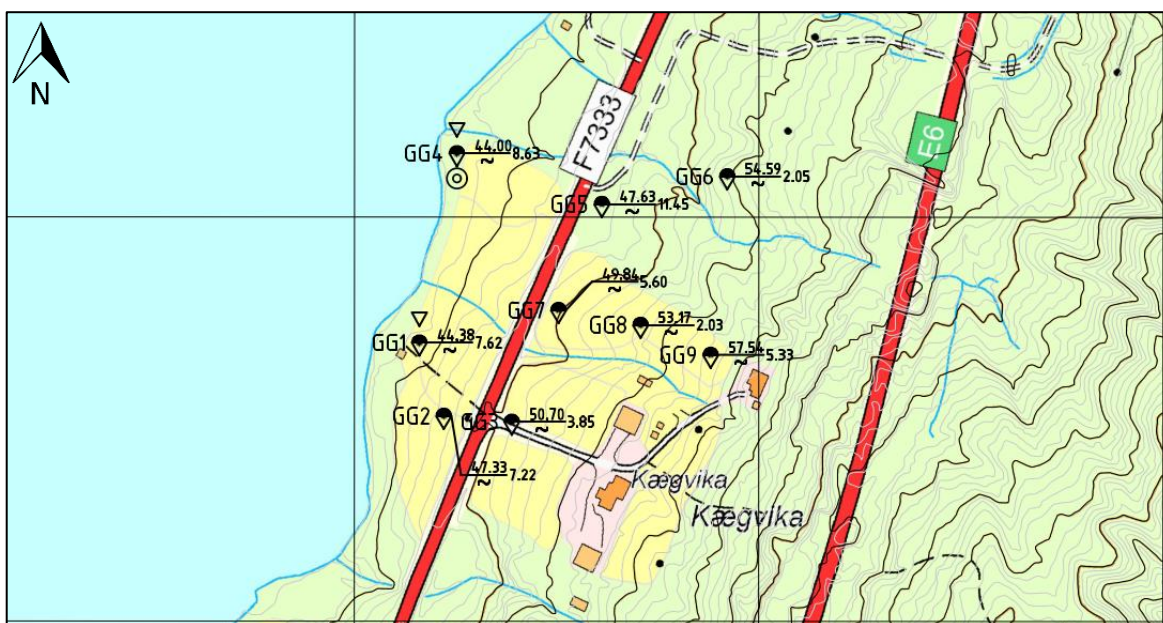 N
F7333
E6
GG4 44.00 8.63
GG6 54.59 2.05
GG5 47.63 11.45
49.84 5.60
GG7
GG8 53.17 2.03
GG1 44.38 7.62
GG9 57.54 5.33
GG2
GG 50.70 3.85
47.33 7.22
Kægvika
Kægvika